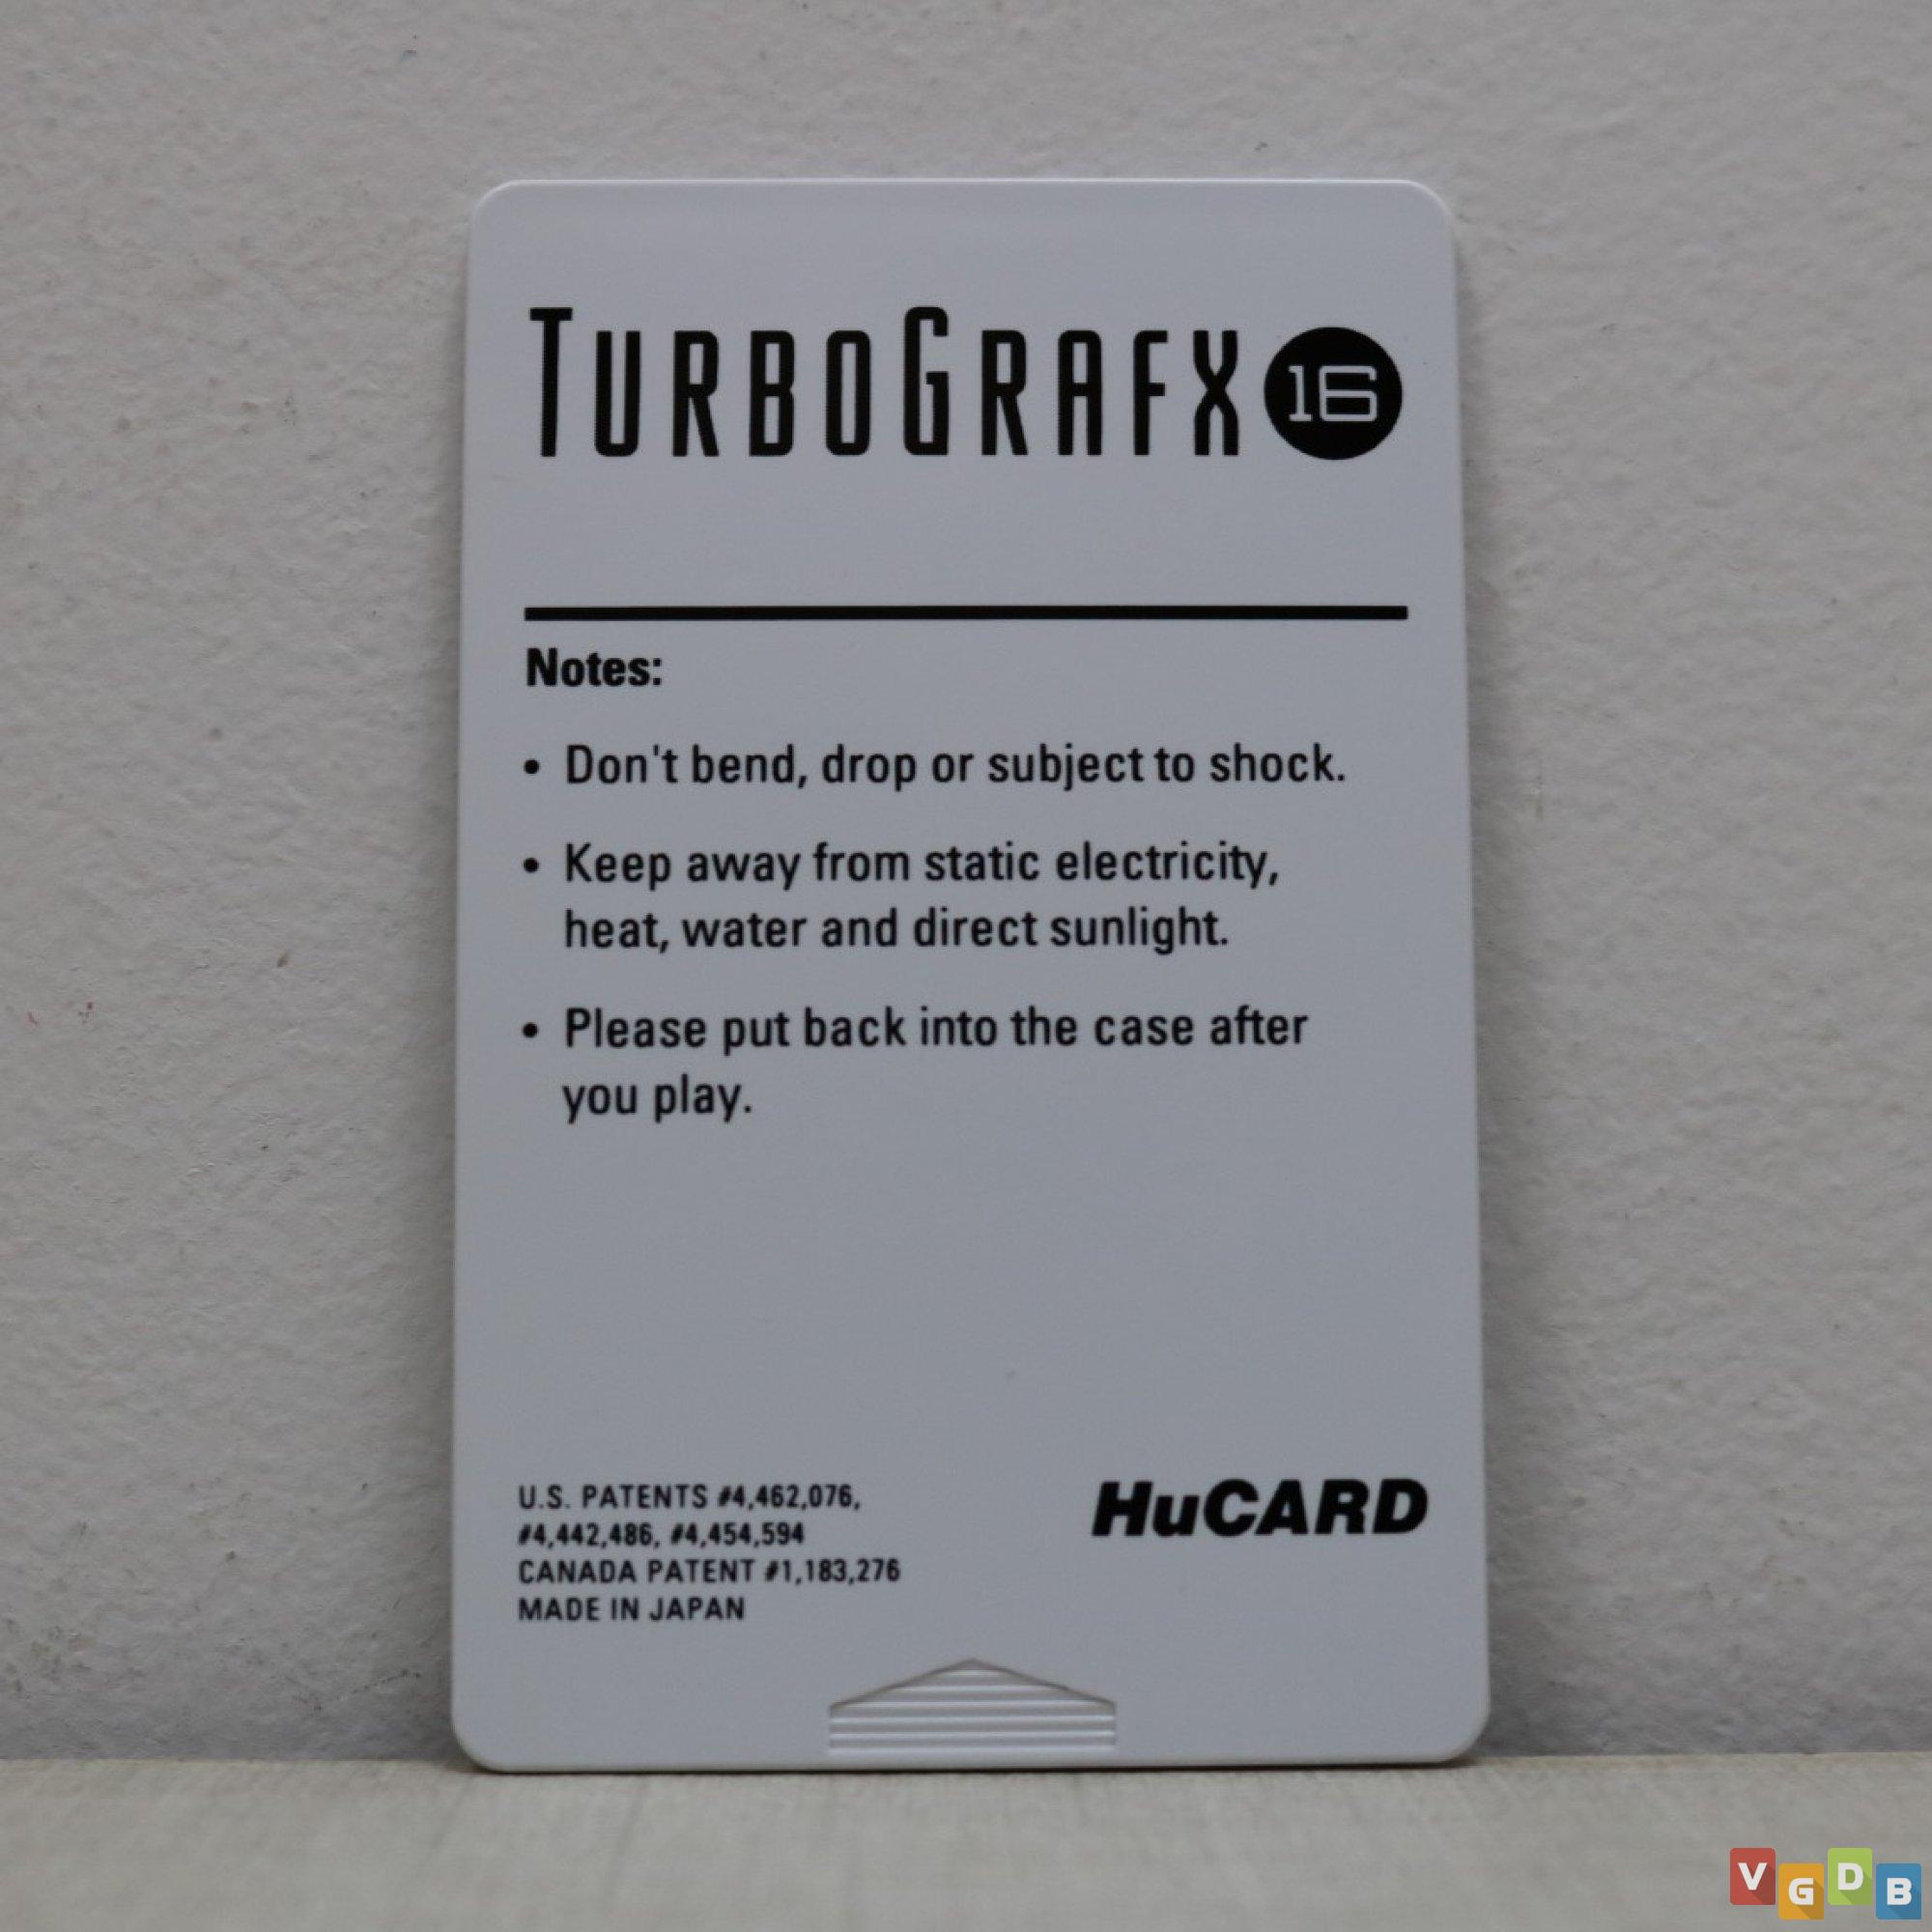 TURBOGRAFX 16
Notes:
• Don't bend, drop or subject to shock.
• Keep away from static electricity,
heat, water and direct sunlight.
• Please put back into the case after
you play.
U.S. PATENTS #4,462,076,
#4,442,486, #4,454,594
CANADA PATENT #1,183,276
MADE IN JAPAN
HuCARD
VGDB